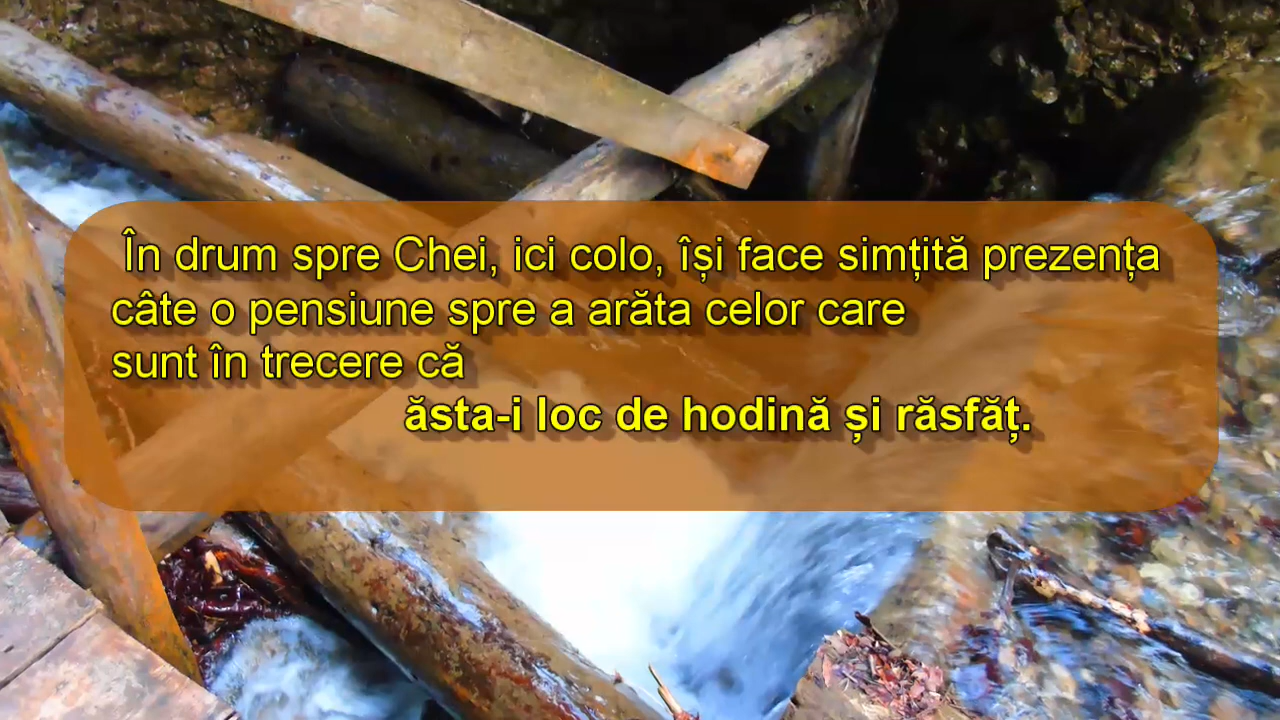 În drum spre Chei, ici colo, își face simțită prezența
câte o pensiune spre a arăta celor care
sunt în trecere că
ăsta-i loc de hodină și răsfăț.